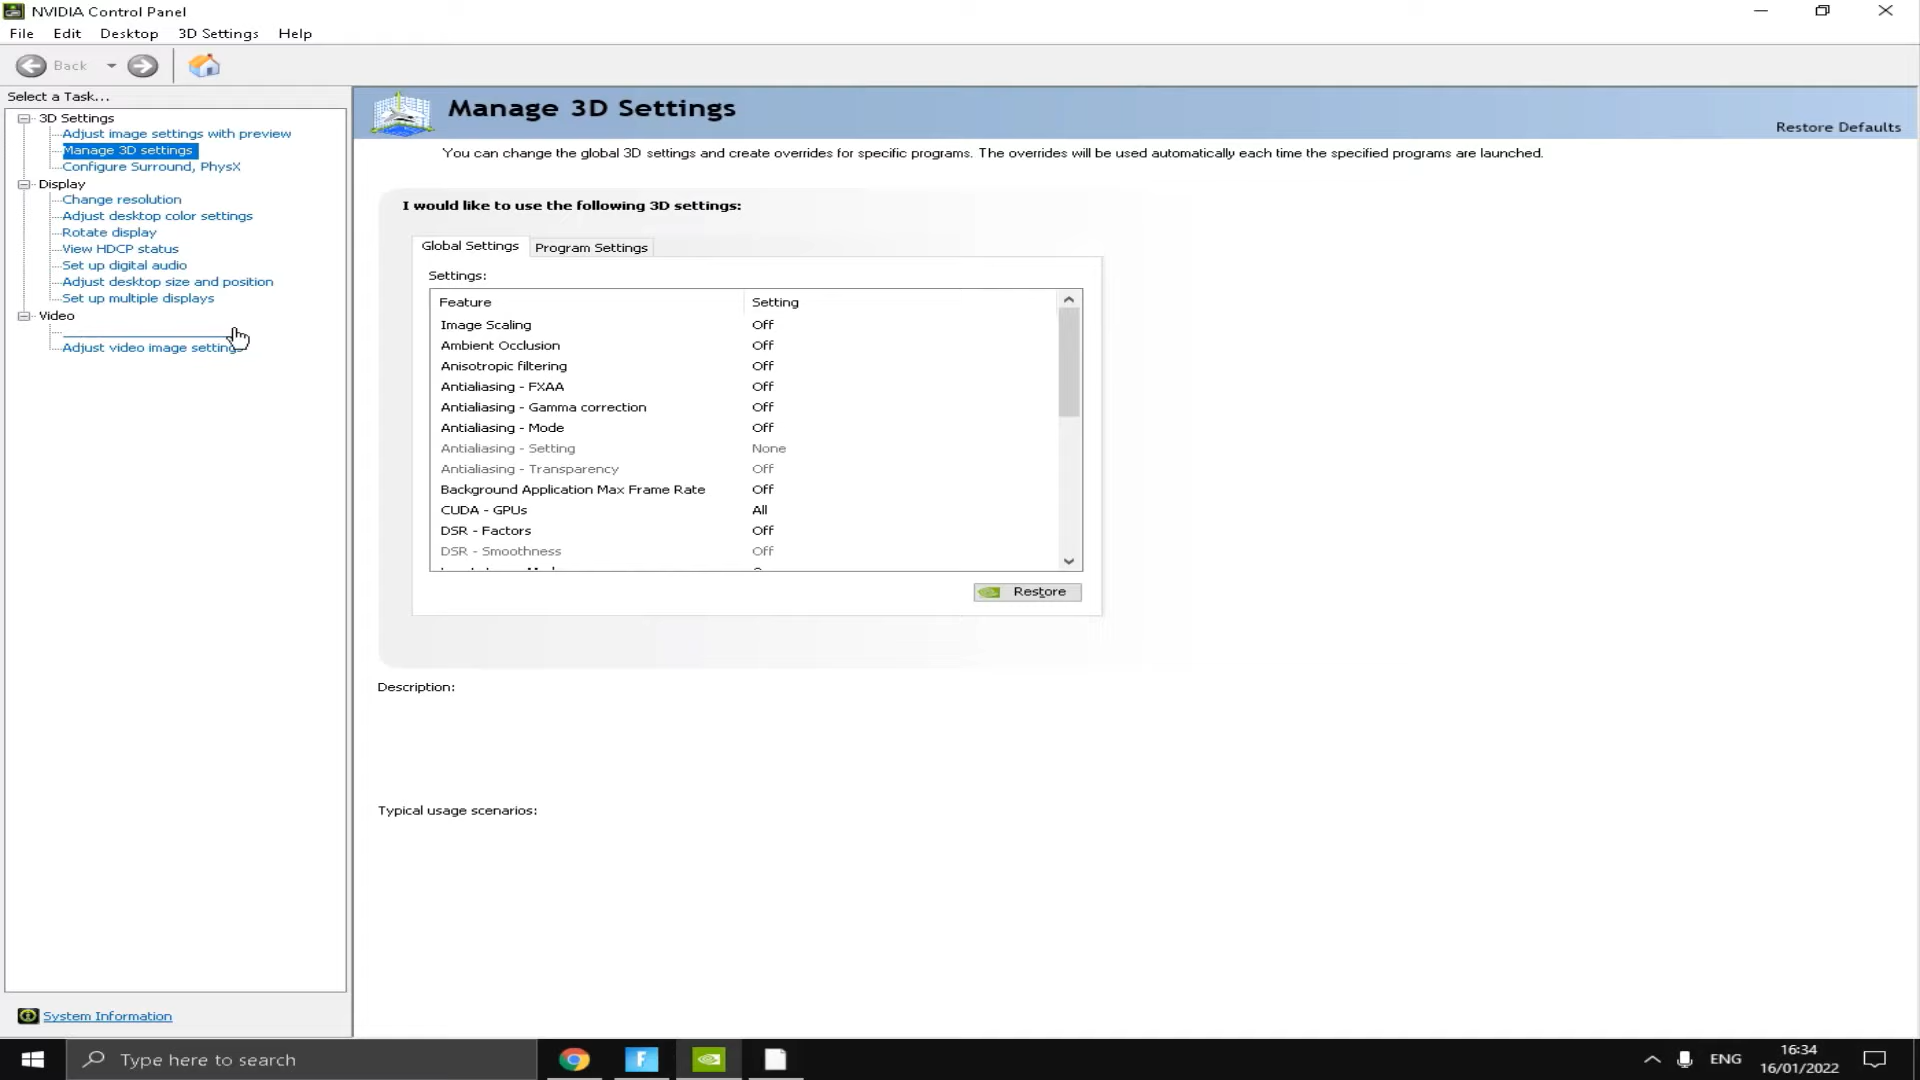 NVIDIA Control Panel
File Edit Desktop 3D Settings Help
Back
Select a Task...
3D Settings
Adjust image settings with preview
Manage 3D settings
Configure Surround, PhysX
Display
Change resolution
Adjust desktop color settings
Rotate display
View HDCP status
Set up digital audio
Adjust desktop size and position
Set up multiple displays
Video
Adjust video image
System Information
Manage 3D Settings
Restore Defaults
You can change the global 3D settings and create overrides for specific programs. The overrides will be used automatically each time the specified programs are launched.
I would like to use the following 3D settings:
Global Settings Program Settings
Settings:
Feature Setting
Image Scaling Off
Ambient Occlusion Off
Anisotropic filtering Off
Antialiasing - FXAA Off
Antialiasing - Gamma correction Off
Antialiasing - Mode Off
Antialiasing - Setting None
Antialiasing - Transparency Off
Background Application Max Frame Rate Off
CUDA - GPUs All
DSR - Factors Off
DSR - Smoothness Off
Restore
Description:
Typical usage scenarios:
Type here to search
F
ENG
16:34
16/01/2022